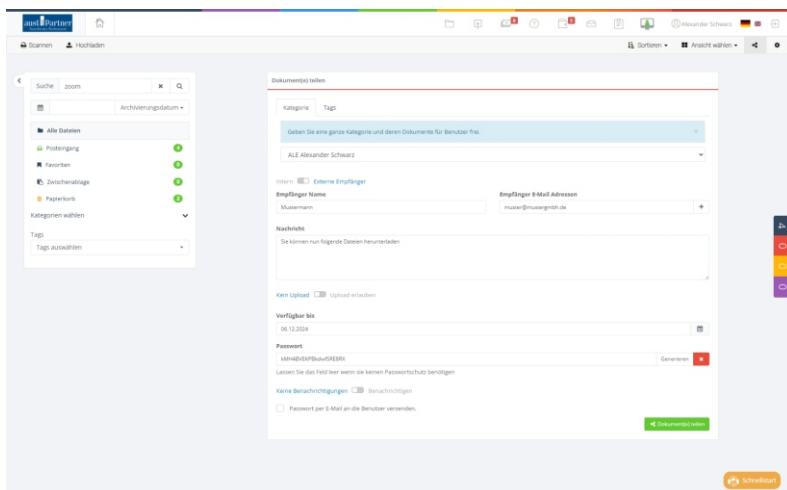 aust Partner
Alexander Schwarz
Scannen
Hochladen
Sortieren
Ansicht wählen
Suche
zoom
Archivierungsdatum
Alle Dateien
Posteingang
Favoriten
Zwischenablage
Papierkorb
Kategorien wählen
Tags
Tags auswählen
Dokument(e) teilen
Kategorie
Tags
Geben Sie eine ganze Kategorie und deren Dokumente für Benutzer frei.
ALE Alexander Schwarz
Intern
Externe Empfänger
Empfänger Name
Empfänger E-Mail Adressen
Mustermann
muster@mustergmbh.de
Nachricht
Sie können nun folgende Dateien herunterladen
Kein Upload
Upload erlauben
Verfügbar bis
06.12.2024
Passwort
Generieren
Lassen Sie das Feld leer wenn sie keinen Passwortschutz benötigen
Keine Benachrichtigungen
Benachrichtigen
Passwort per E-Mail an die Benutzer versenden.
Dokument(e) teilen
Schnellstart